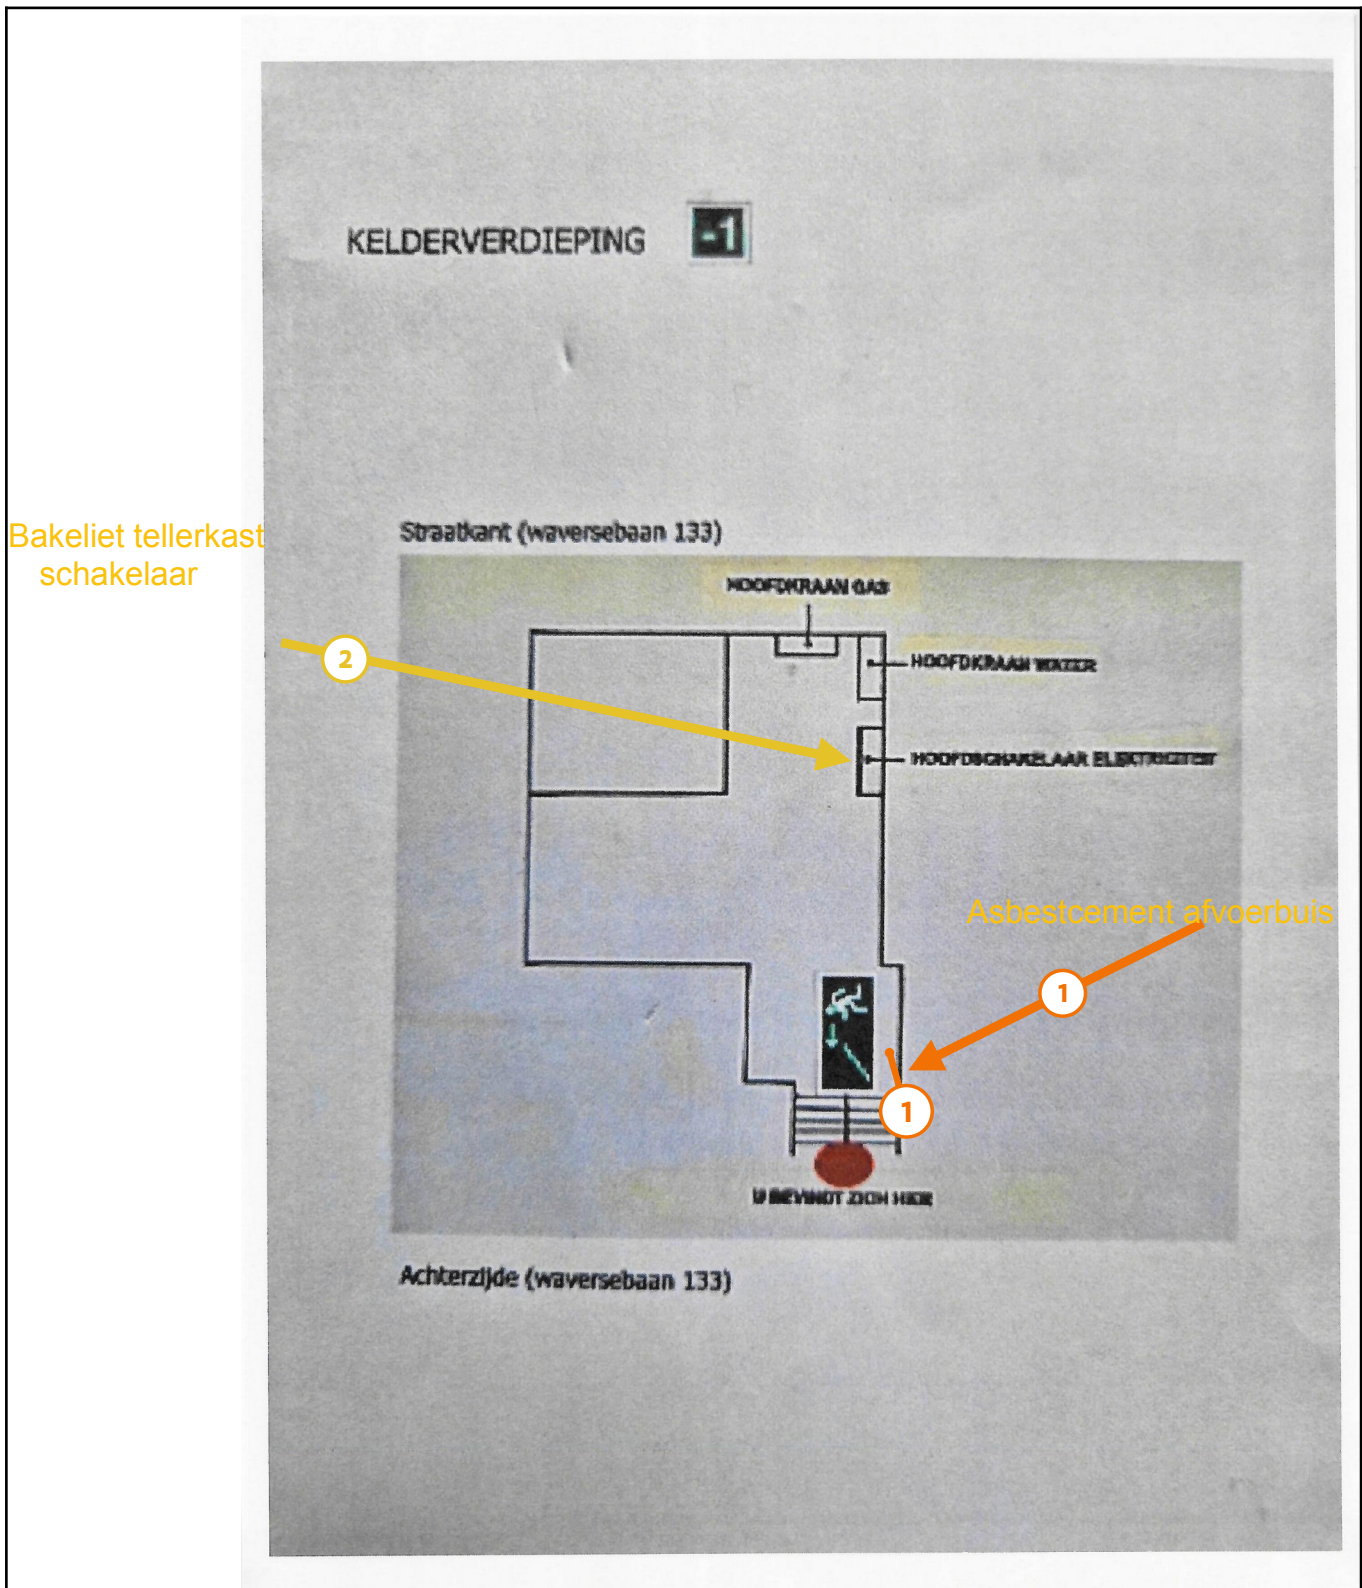 KELDERVERDIEPING -1
Bakeliet tellerkast
schakelaar
Straatkant (waversebaan 133)
HOOFDKRAAN GAS
2
HOOFDKRAAN WATER
HOOFDSCHAKELAAR ELEKTRICITEIT
Asbestcement afvoerbuis
1
1
U BEVINDT ZICH HIER
Achterzijde (waversebaan 133)